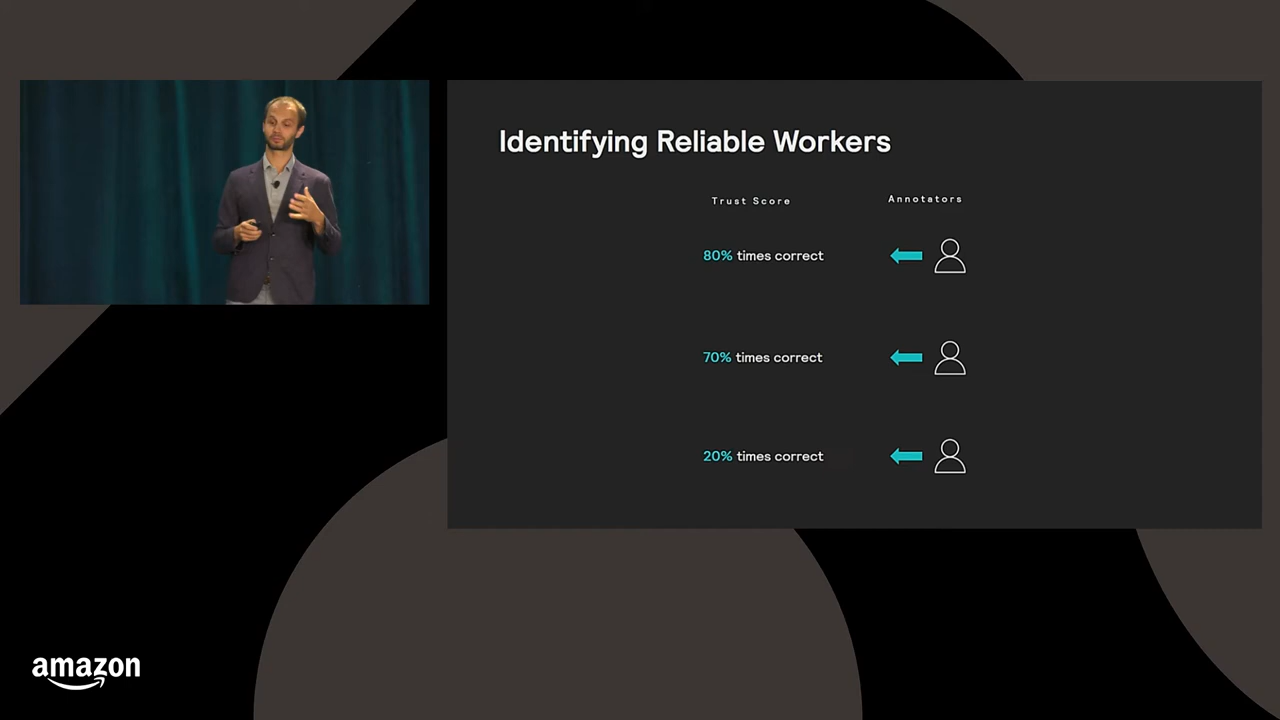 Identifying Reliable Workers
Trust Score
Annotators
80% times correct
70% times correct
20% times correct
amazon